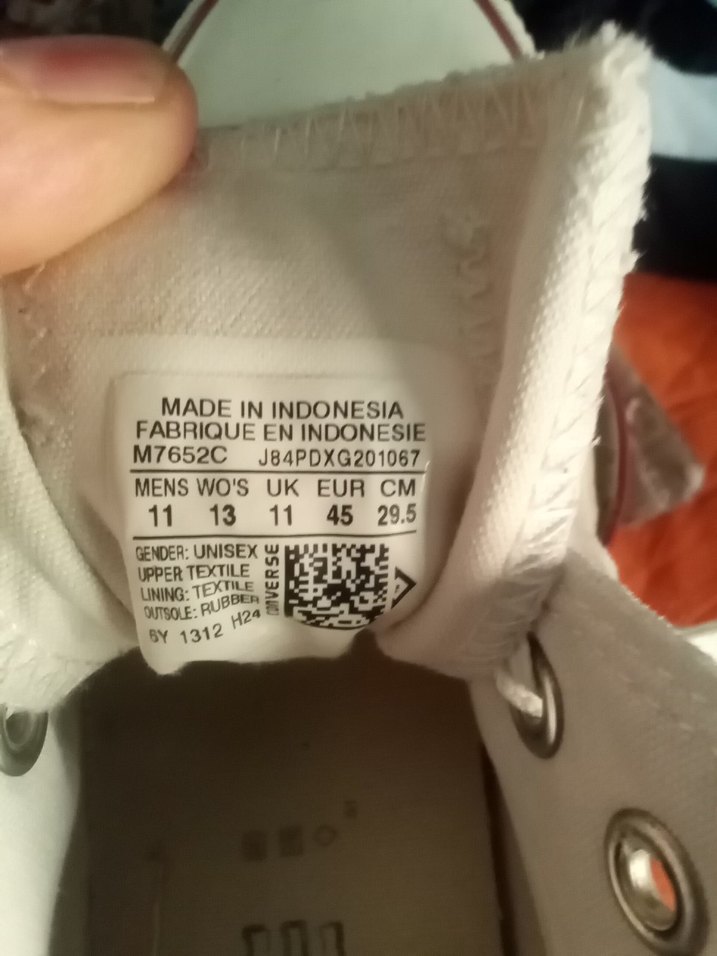 MADE IN INDONESIA
FABRIQUE EN INDONESIE
M7652C J84PDXG201067
MENS WO'S UK EUR CM
11 13 11 45 29.5
GENDER: UNISEX
UPPER TEXTILE
LINING: TEXTILE
OUTSOLE: RUBBER
6Y 1312 H24
CONVERSE